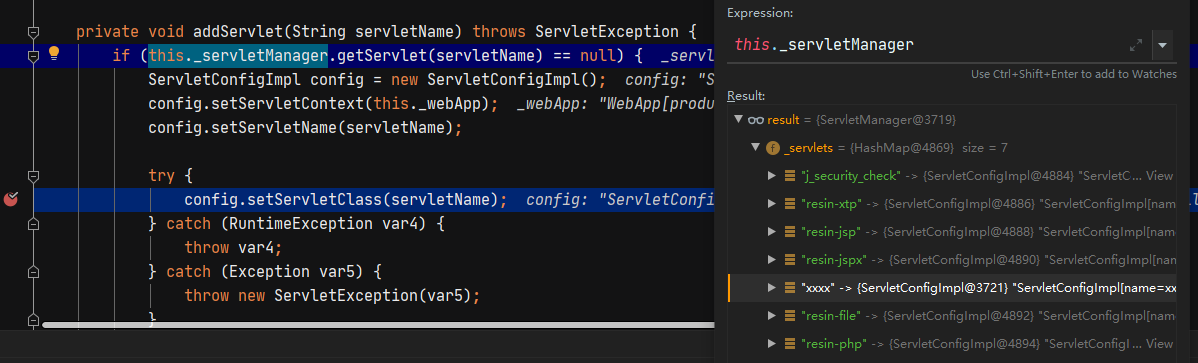 private void addServlet(String servletName) throws ServletException {
if (this._servletManager.getServlet(servletName) == null) { _servl
ServletConfigImpl config = new ServletConfigImpl(); config: "S
config.setServletContext(this._webApp); _webApp: "WebApp[produ
config.setServletName(servletName);
try {
config.setServletClass(servletName); config: "ServletConfi
} catch (RuntimeException var4) {
throw var4;
} catch (Exception var5) {
throw new ServletException(var5);
}
Expression:
this._servletManager
Use Ctrl+Shift+Enter to add to Watches
Result:
result = {ServletManager@3719}
f _servlets = {HashMap@4869} size = 7
"j_security_check" -> {ServletConfigImpl@4884} "ServletC... View
"resin-xtp" -> {ServletConfigImpl@4886} "ServletConfigImpl[name
"resin-jsp" -> {ServletConfigImpl@4888} "ServletConfigImpl[name
"resin-jspx" -> {ServletConfigImpl@4890} "ServletConfigImpl[nam
"xxxx" -> {ServletConfigImpl@3721} "ServletConfigImpl[name=xx
"resin-file" -> {ServletConfigImpl@4892} "ServletConfigImpl[name
"resin-php" -> {ServletConfigImpl@4894} "ServletConfigI... View